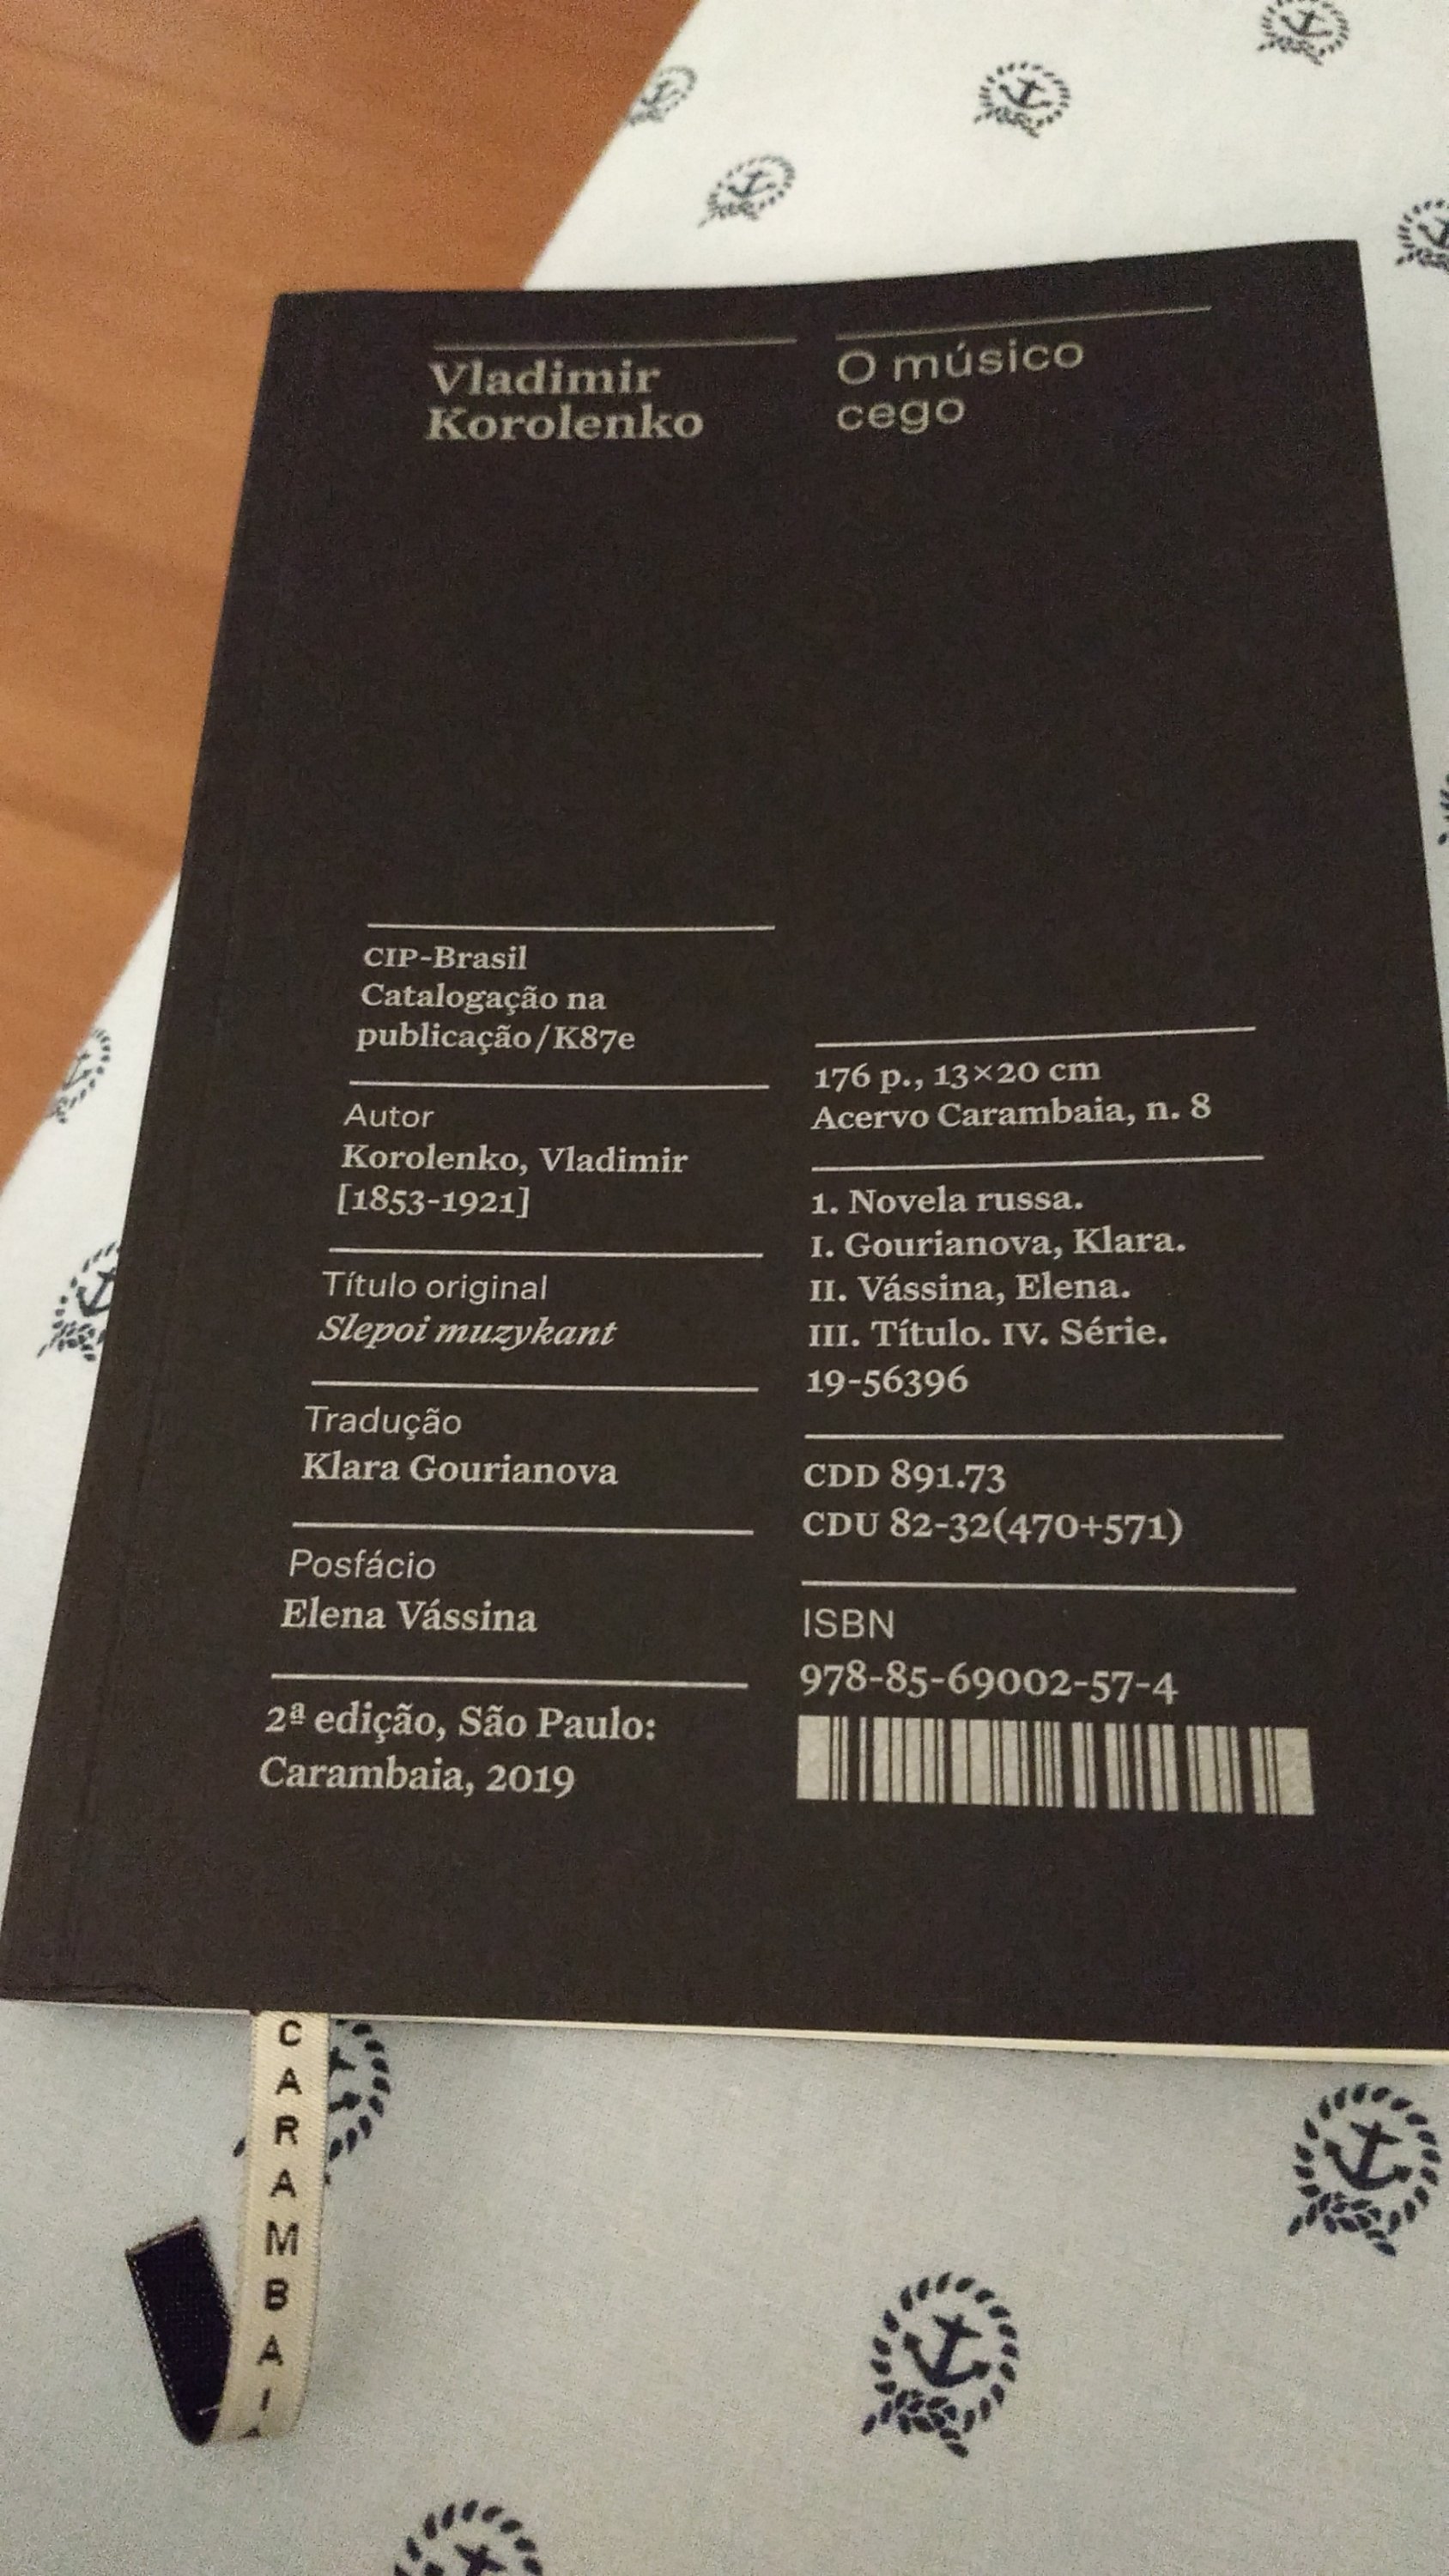 Vladimir
Korolenko
O músico
cego
CIP-Brasil
Catalogação na
publicação/K87e
Autor
Korolenko, Vladimir
[1853-1921]
Título original
Slepoi muzykant
Tradução
Klara Gourianova
Posfácio
Elena Vássina
2ª edição, São Paulo:
Carambaia, 2019
176 p., 13×20 cm
Acervo Carambaia, n. 8
1. Novela russa.
I. Gourianova, Klara.
II. Vássina, Elena.
III. Título. IV. Série.
19-56396
CDD 891.73
CDU 82-32(470+571)
ISBN
978-85-69002-57-4
CARAMBAIA